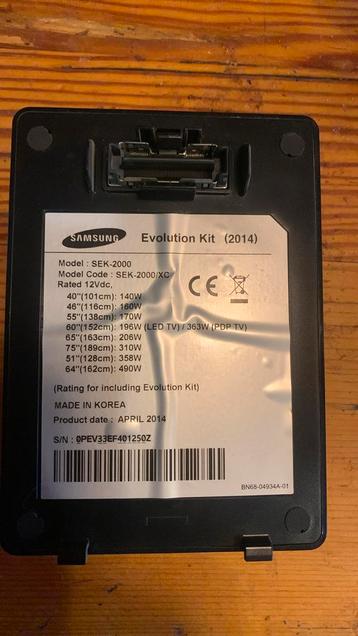 SAMSUNG Evolution Kit (2014)
Model : SEK-2000
Model Code : SEK-2000/XC
Rated 12Vdc,
40"(101cm): 140W
46"(116cm): 160W
55"(138cm): 170W
60"(152cm): 196W (LED TV) / 363W (PDP TV)
65"(163cm): 206W
75"(189cm): 310W
51"(128cm): 358W
64"(162cm): 490W
CE
(Rating for including Evolution Kit)
MADE IN KOREA
Product date : APRIL 2014
S/N : 0PEV33EF401250Z
BN68-04934A-01